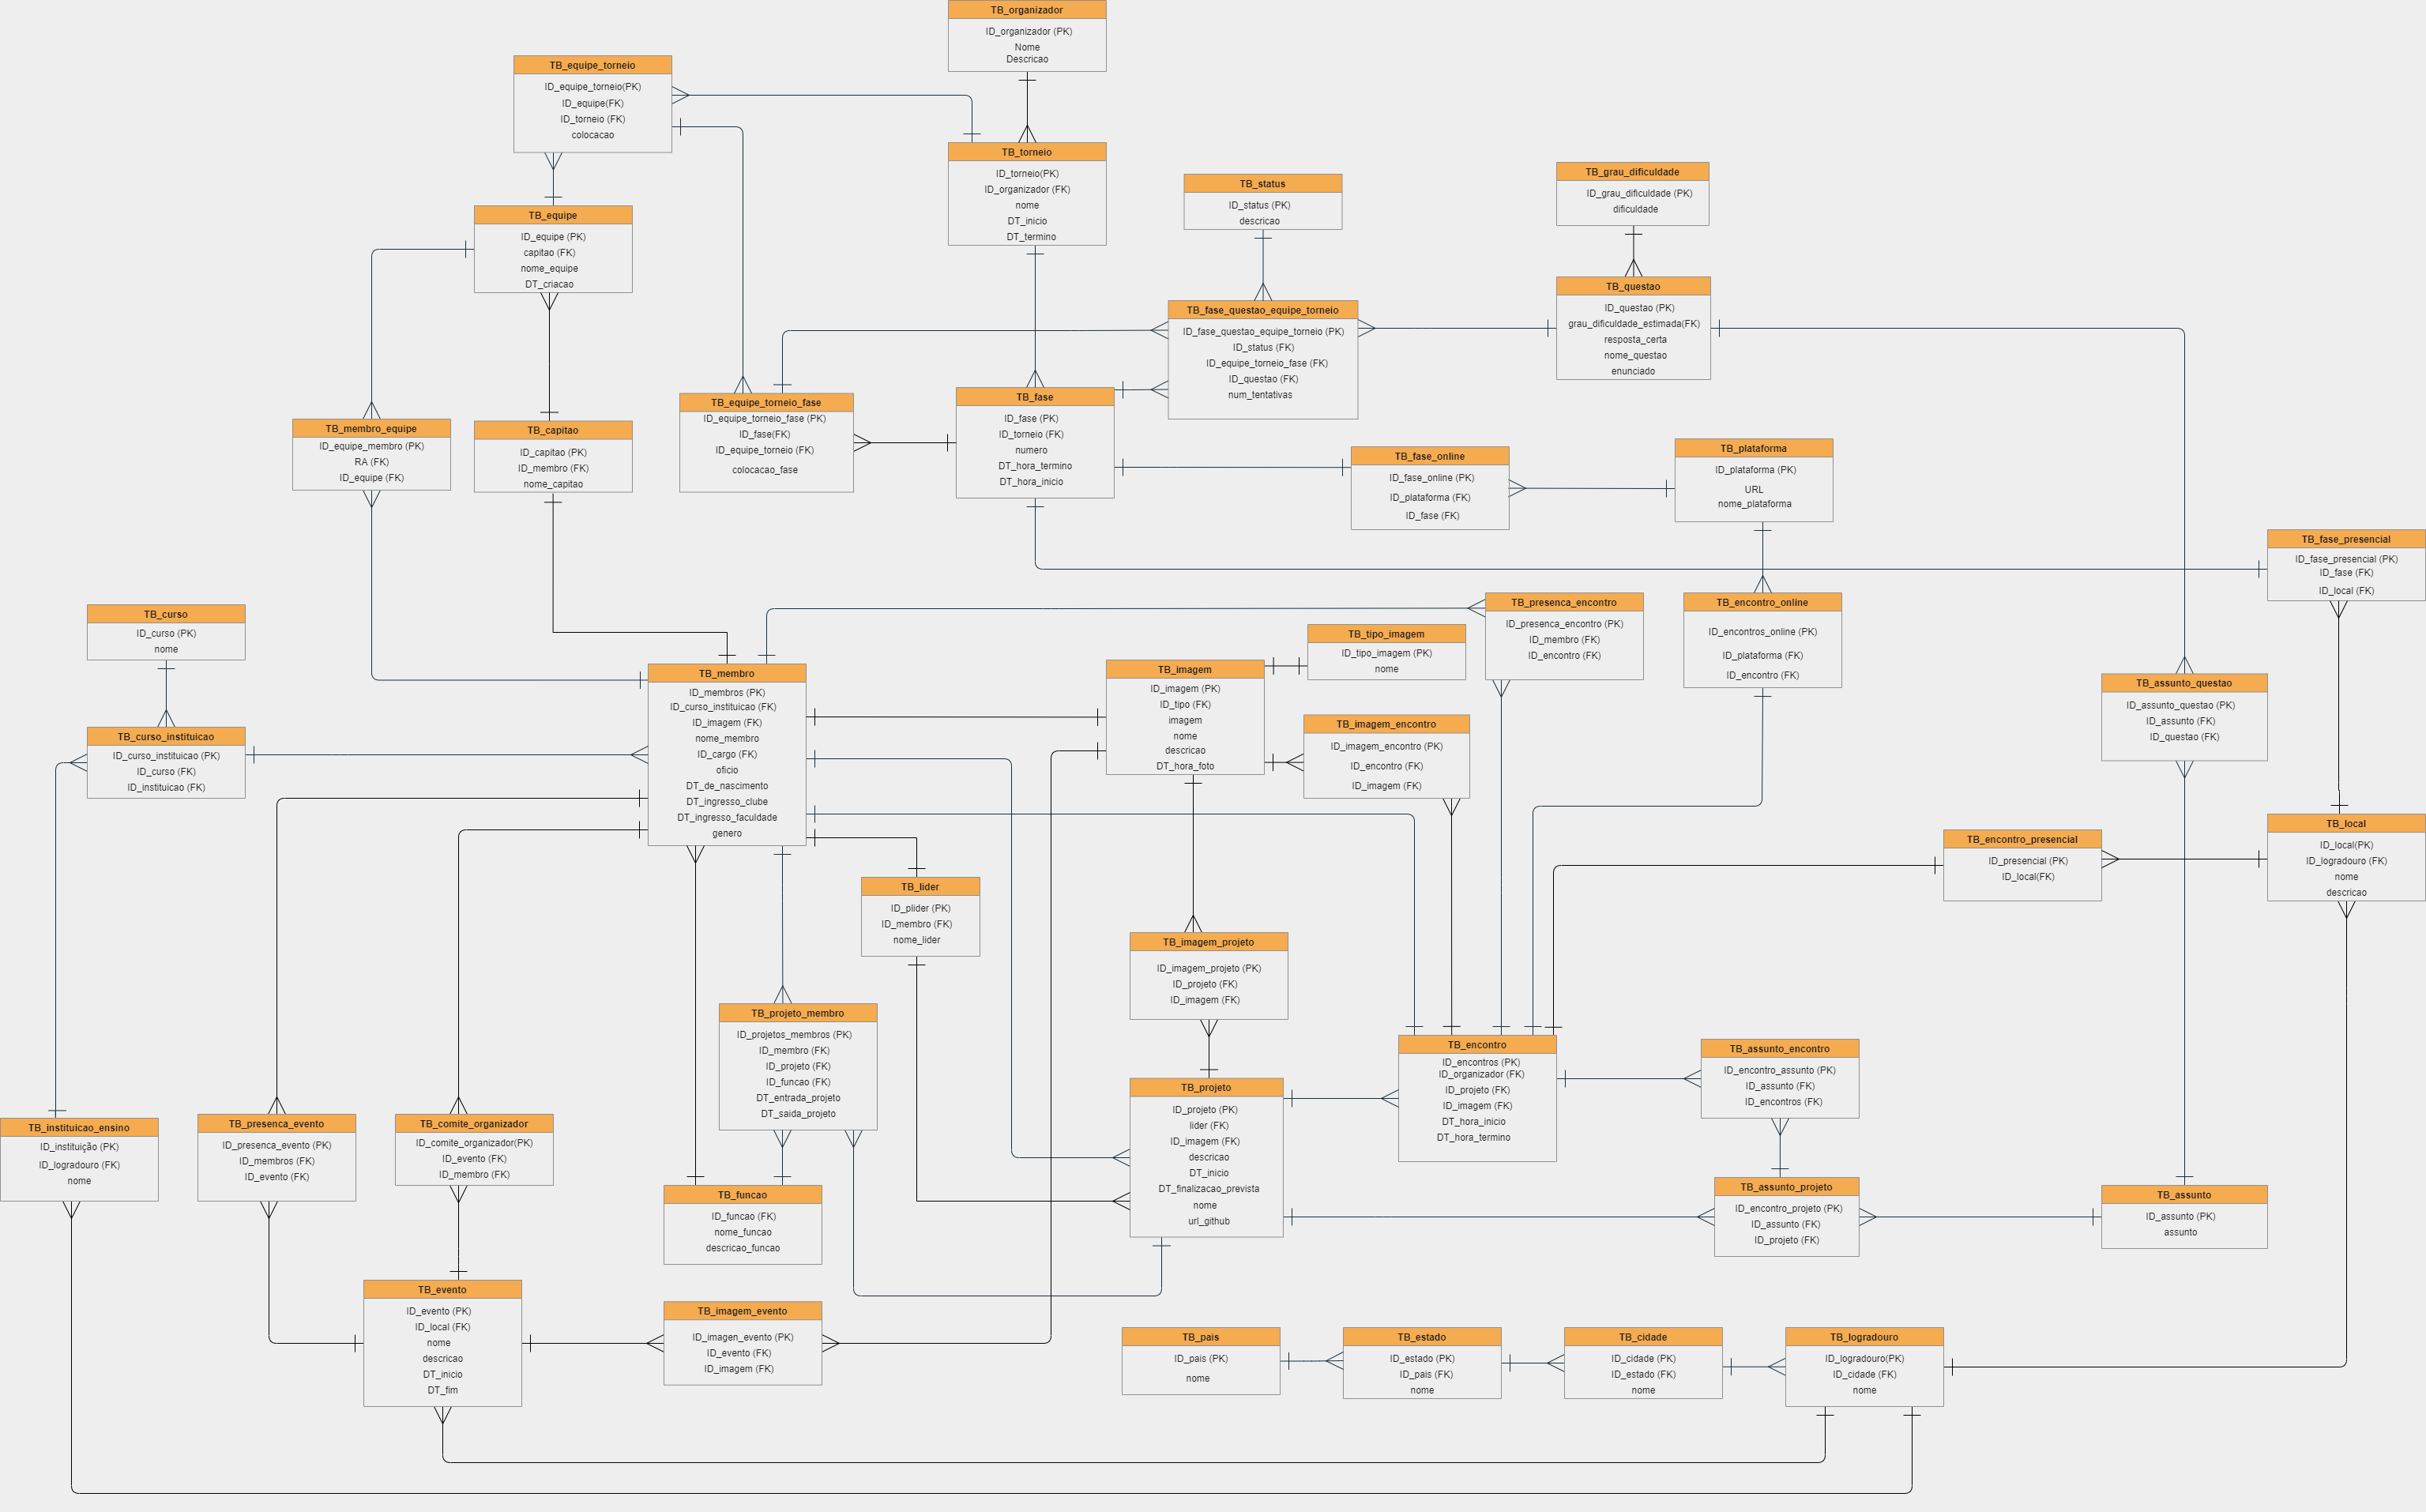 TB_organizador
ID_organizador (PK)
Nome
Descricao
TB_equipe_torneio
ID_equipe_torneio(PK)
ID_equipe(FK)
ID_torneio (FK)
colocacao
TB_torneio
ID_torneio(PK)
ID_organizador (FK)
nome
DT_inicio
DT_termino
TB_status
ID_status (PK)
descricao
TB_grau_dificuldade
ID_grau_dificuldade (PK)
dificuldade
TB_equipe
ID_equipe (PK)
capitao (FK)
nome_equipe
DT_criacao
TB_fase_questao_equipe_torneio
ID_fase_questao_equipe_torneio (PK)
ID_status (FK)
ID_equipe_torneio_fase (FK)
ID_questao (FK)
num_tentativas
TB_questao
ID_questao (PK)
grau_dificuldade_estimada(FK)
resposta_certa
nome_questao
enunciado
TB_membro_equipe
ID_equipe_membro (PK)
RA (FK)
ID_equipe (FK)
TB_capitao
ID_capitao (PK)
ID_membro (FK)
nome_capitao
TB_equipe_torneio_fase
ID_equipe_torneio_fase (PK)
ID_fase(FK)
ID_equipe_torneio (FK)
colocacao_fase
TB_fase
ID_fase (PK)
ID_torneio (FK)
numero
DT_hora_termino
DT_hora_inicio
TB_fase_online
ID_fase_online (PK)
ID_plataforma (FK)
ID_fase (FK)
TB_plataforma
ID_plataforma (PK)
URL
nome_plataforma
TB_fase_presencial
ID_fase_presencial (PK)
ID_fase (FK)
ID_local (FK)
TB_curso
ID_curso (PK)
nome
TB_presenca_encontro
ID_presenca_encontro (PK)
ID_membro (FK)
ID_encontro (FK)
TB_encontro_online
ID_encontros_online (PK)
ID_plataforma (FK)
ID_encontro (FK)
TB_tipo_imagem
ID_tipo_imagem (PK)
nome
TB_membro
ID_membros (PK)
ID_curso_instituicao (FK)
ID_imagem (FK)
nome_membro
ID_cargo (FK)
oficio
DT_de_nascimento
DT_ingresso_clube
DT_ingresso_faculdade
genero
TB_imagem
ID_imagem (PK)
ID_tipo (FK)
imagem
nome
descricao
DT_hora_foto
TB_assunto_questao
ID_assunto_questao (PK)
ID_assunto (FK)
ID_questao (FK)
TB_curso_instituicao
ID_curso_instituicao (PK)
ID_curso (FK)
ID_instituicao (FK)
TB_imagem_encontro
ID_imagem_encontro (PK)
ID_encontro (FK)
ID_imagem (FK)
TB_encontro_presencial
ID_presencial (PK)
ID_local(FK)
TB_local
ID_local(PK)
ID_logradouro (FK)
nome
descricao
TB_lider
ID_plider (PK)
ID_membro (FK)
nome_lider
TB_imagem_projeto
ID_imagem_projeto (PK)
ID_projeto (FK)
ID_imagem (FK)
TB_projeto_membro
ID_projetos_membros (PK)
ID_membro (FK)
ID_projeto (FK)
ID_funcao (FK)
DT_entrada_projeto
DT_saida_projeto
TB_encontro
ID_encontros (PK)
ID_organizador (FK)
ID_projeto (FK)
ID_imagem (FK)
DT_hora_inicio
DT_hora_termino
TB_assunto_encontro
ID_encontro_assunto (PK)
ID_assunto (FK)
ID_encontros (FK)
TB_projeto
ID_projeto (PK)
lider (FK)
ID_imagem (FK)
descricao
DT_inicio
DT_finalizacao_prevista
nome
url_github
TB_instituicao_ensino
ID_instituição (PK)
ID_logradouro (FK)
nome
TB_presenca_evento
ID_presenca_evento (PK)
ID_membros (FK)
ID_evento (FK)
TB_comite_organizador
ID_comite_organizador(PK)
ID_evento (FK)
ID_membro (FK)
TB_funcao
ID_funcao (FK)
nome_funcao
descricao_funcao
TB_assunto_projeto
ID_encontro_projeto (PK)
ID_assunto (FK)
ID_projeto (FK)
TB_assunto
ID_assunto (PK)
assunto
TB_evento
ID_evento (PK)
ID_local (FK)
nome
descricao
DT_inicio
DT_fim
TB_imagem_evento
ID_imagen_evento (PK)
ID_evento (FK)
ID_imagem (FK)
TB_pais
ID_pais (PK)
nome
TB_estado
ID_estado (PK)
ID_pais (FK)
nome
TB_cidade
ID_cidade (PK)
ID_estado (FK)
nome
TB_logradouro
ID_logradouro(PK)
ID_cidade (FK)
nome